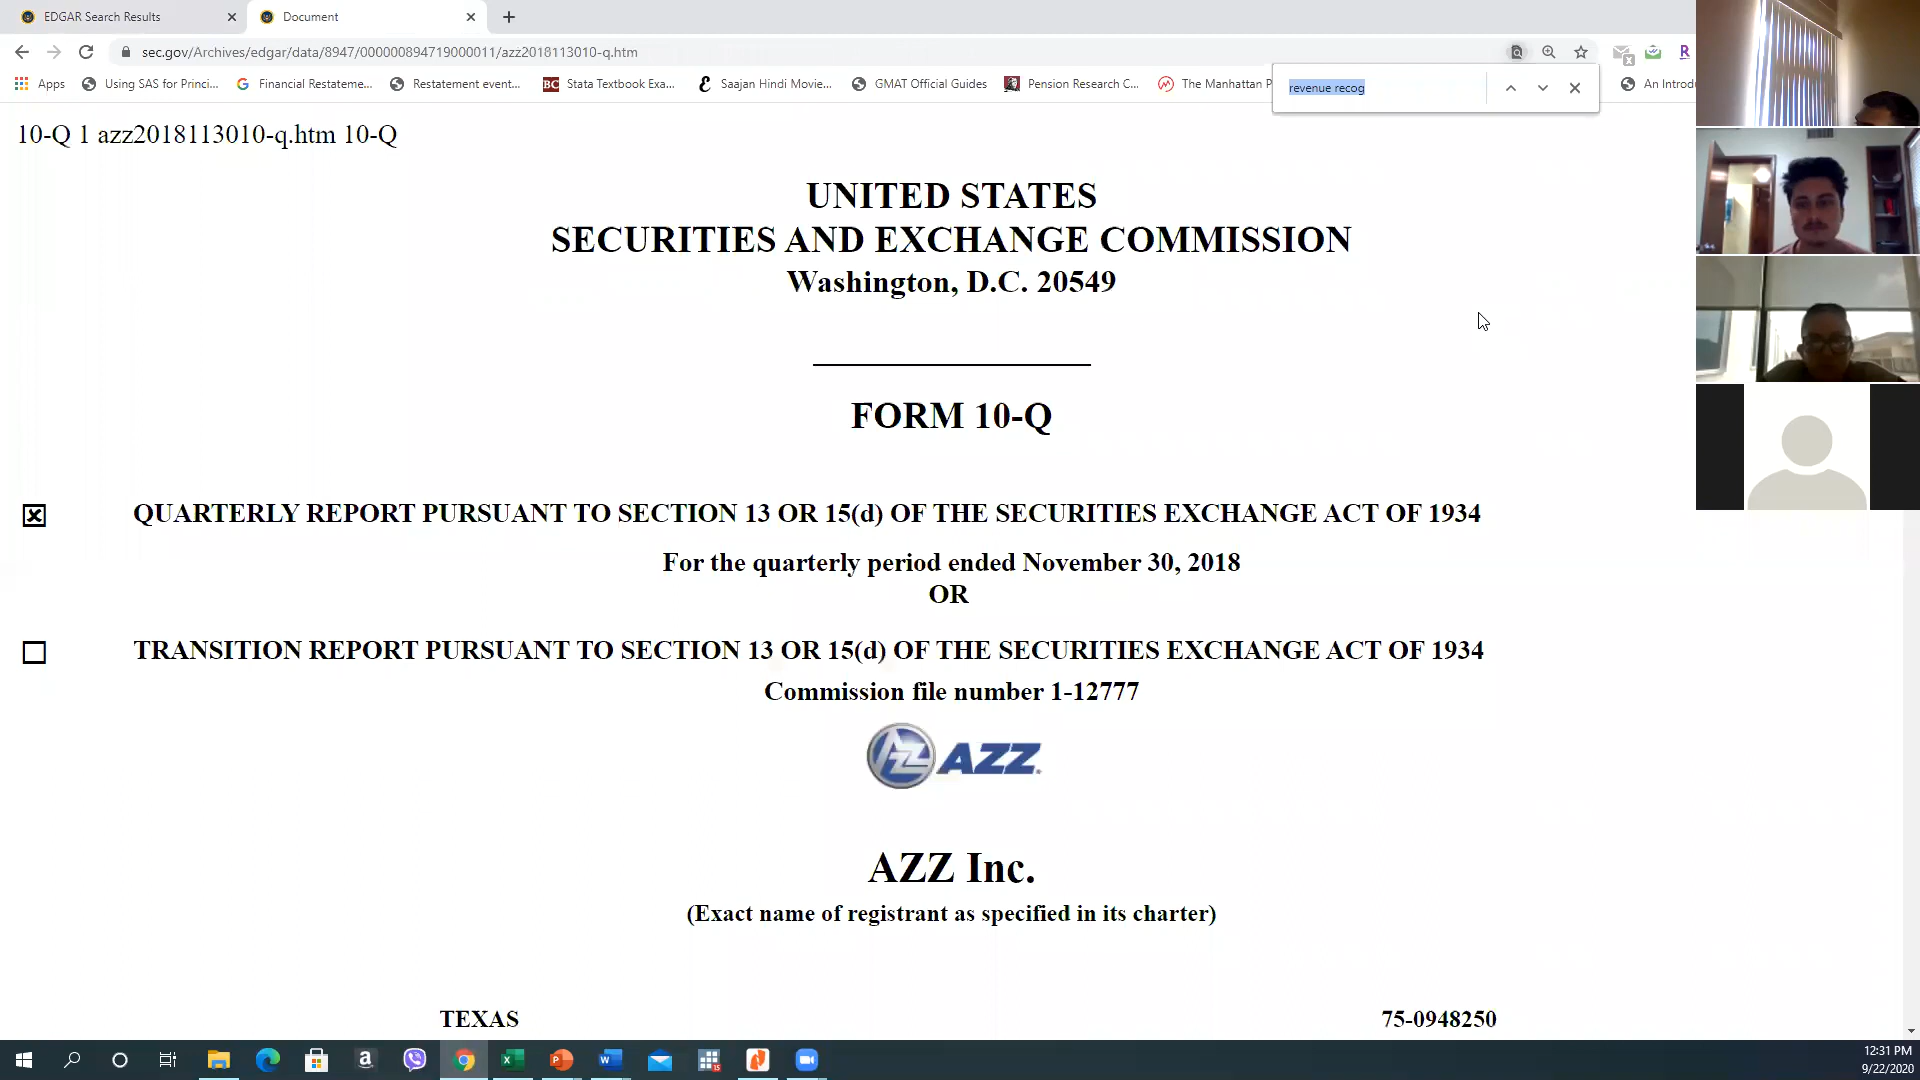 EDGAR Search Results
Document
sec.gov/Archives/edgar/data/8947/000000894719000011/azz2018113010-q.htm
Apps
Using SAS for Princi...
Financial Restateme...
Restatement event...
BC
Stata Textbook Exa...
Saajan Hindi Movie...
GMAT Official Guides
Pension Research C...
The Manhattan P
An Introdu
revenue recog
10-Q 1 azz2018113010-q.htm 10-Q
UNITED STATES
SECURITIES AND EXCHANGE COMMISSION
Washington, D.C. 20549
FORM 10-Q
QUARTERLY REPORT PURSUANT TO SECTION 13 OR 15(d) OF THE SECURITIES EXCHANGE ACT OF 1934
For the quarterly period ended November 30, 2018
OR
TRANSITION REPORT PURSUANT TO SECTION 13 OR 15(d) OF THE SECURITIES EXCHANGE ACT OF 1934
Commission file number 1-12777
AZZ
AZZ Inc.
(Exact name of registrant as specified in its charter)
TEXAS
75-0948250
12:31 PM
9/22/2020